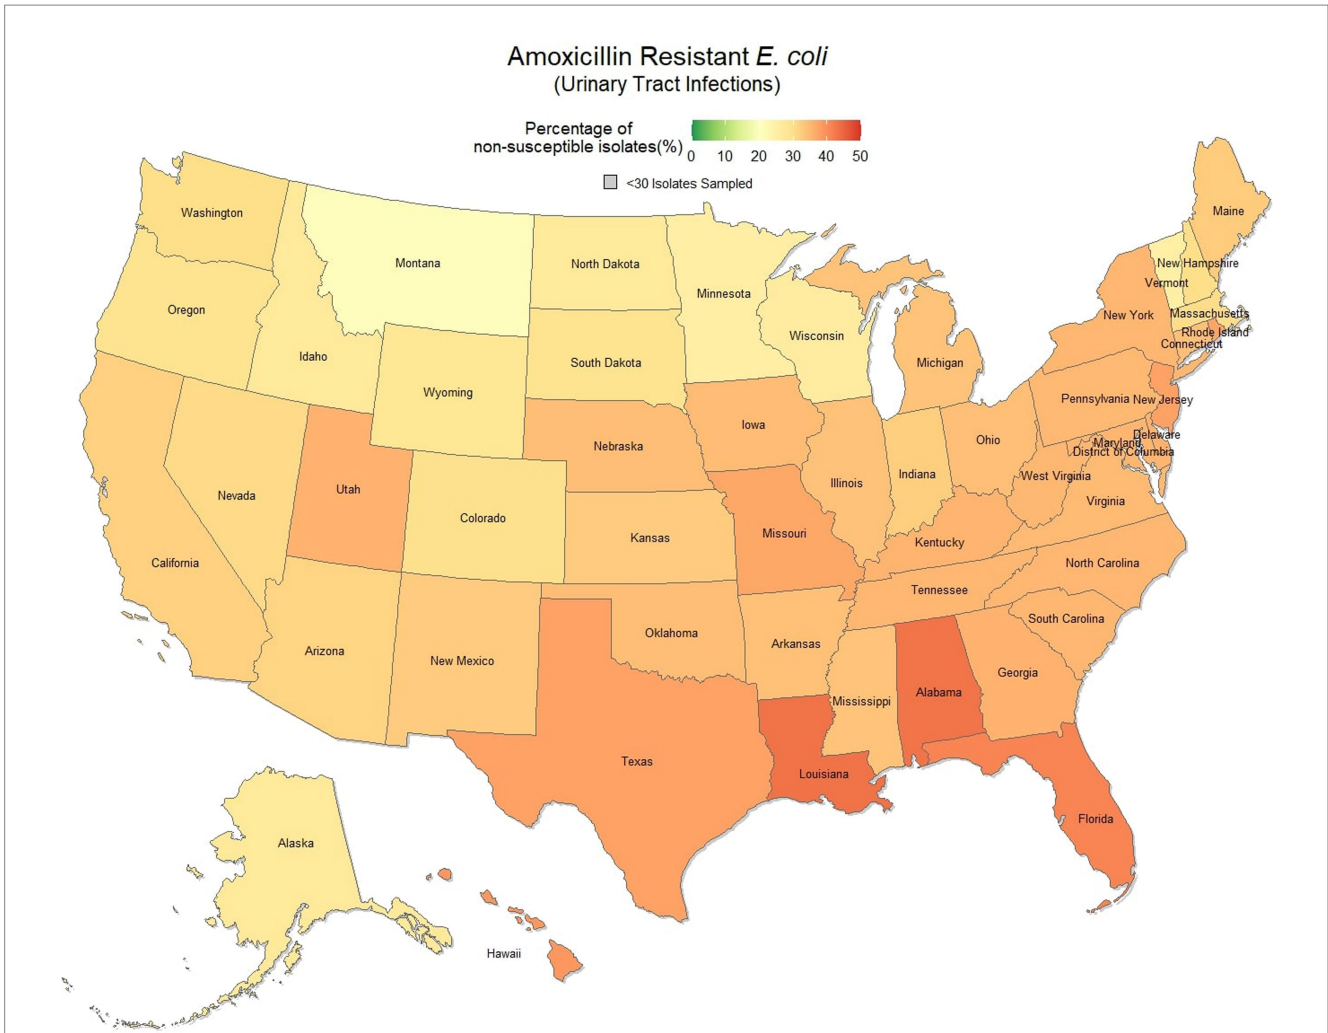 Amoxicillin Resistant E. coli
(Urinary Tract Infections)
Percentage of
non-susceptible isolates(%)
0 10 20 30 40 50
<30 Isolates Sampled
Washington
Maine
Montana
North Dakota
New Hampshire
Vermont
Minnesota
Oregon
Massachusetts
New York
Rhode Island
Wisconsin
Connecticut
Idaho
South Dakota
Michigan
Wyoming
Pennsylvania
New Jersey
Iowa
Delaware
Ohio
Maryland
Nebraska
District of Columbia
Indiana
West Virginia
Illinois
Utah
Nevada
Virginia
Colorado
Missouri
Kansas
Kentucky
California
North Carolina
Tennessee
South Carolina
Oklahoma
Arkansas
Arizona
New Mexico
Georgia
Alabama
Mississippi
Texas
Louisiana
Florida
Alaska
Hawaii